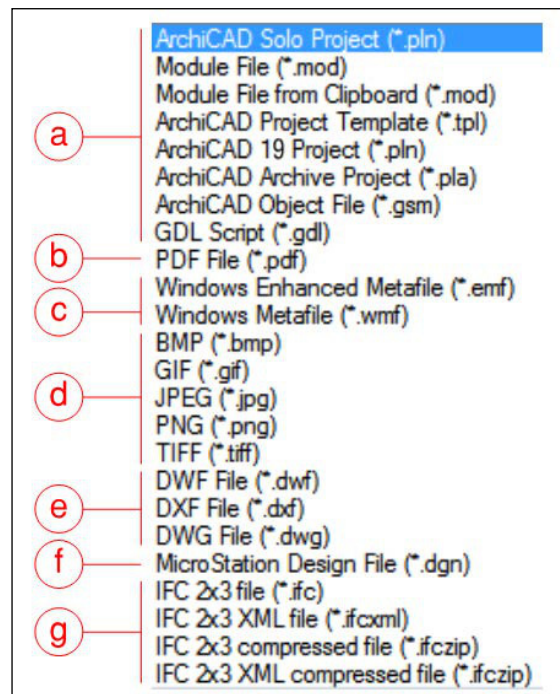 ArchiCAD Solo Project (*.pln)
Module File (*.mod)
Module File from Clipboard (*.mod)
ArchiCAD Project Template (*.tpl)
a
ArchiCAD 19 Project (*.pln)
ArchiCAD Archive Project (*.pla)
ArchiCAD Object File (*.gsm)
GDL Script (*.gdl)
b
PDF File (*.pdf)
Windows Enhanced Metafile (*.emf)
c
Windows Metafile (*.wmf)
BMP (*.bmp)
GIF (*.gif)
d
JPEG (*.jpg)
PNG (*.png)
TIFF (*.tiff)
DWF File (*.dwf)
e
DXF File (*.dxf)
DWG File (*.dwg)
f
MicroStation Design File (*.dgn)
IFC 2x3 file (*.ifc)
IFC 2x3 XML file (*.ifcxml)
g
IFC 2x3 compressed file (*.ifczip)
IFC 2x3 XML compressed file (*.ifczip)